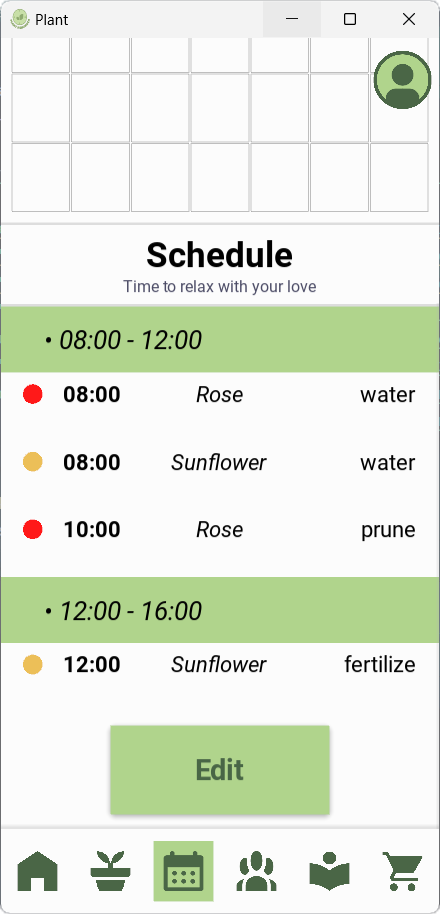 Plant
Schedule
Time to relax with your love
• 08:00 - 12:00
08:00 Rose water
08:00 Sunflower water
10:00 Rose prune
• 12:00 - 16:00
12:00 Sunflower fertilize
Edit